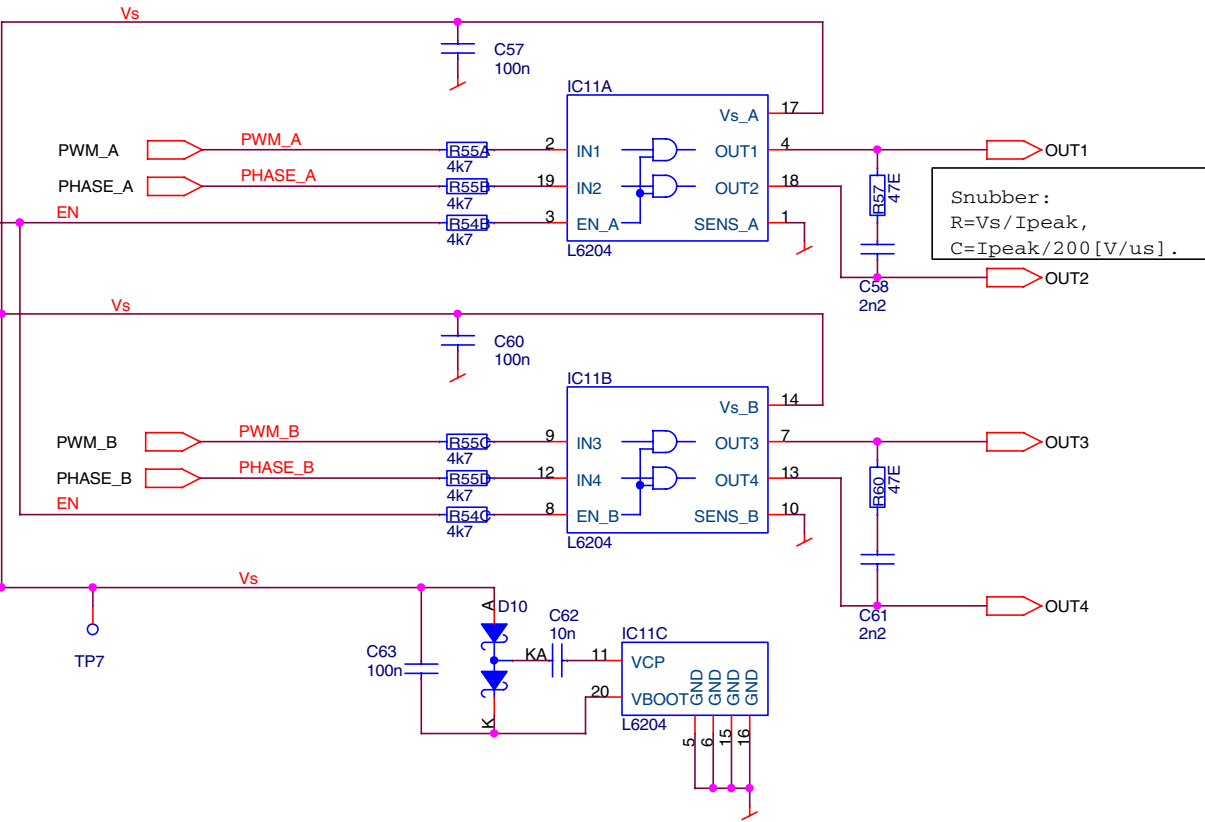 Vs
C57
100n
IC11A
Vs_A
17
PWM_A
PWM_A
R55A
4k7
2
IN1
OUT1
4
OUT1
PHASE_A
PHASE_A
R55B
4k7
19
IN2
OUT2
18
EN
R54B
4k7
3
EN_A
SENS_A
1
L6204
R57
47E
Snubber:
R=Vs/Ipeak,
C=Ipeak/200[V/us].
OUT2
C58
2n2
Vs
C60
100n
IC11B
Vs_B
14
PWM_B
PWM_B
R55C
4k7
9
IN3
OUT3
7
OUT3
PHASE_B
PHASE_B
R55D
4k7
12
IN4
OUT4
13
EN
R54C
4k7
8
EN_B
SENS_B
10
L6204
R60
47E
OUT4
C61
2n2
Vs
TP7
C63
100n
A
D10
KA
K
C62
10n
IC11C
11
VCP
20
VBOOT
GND
GND
GND
GND
L6204
5
6
15
16